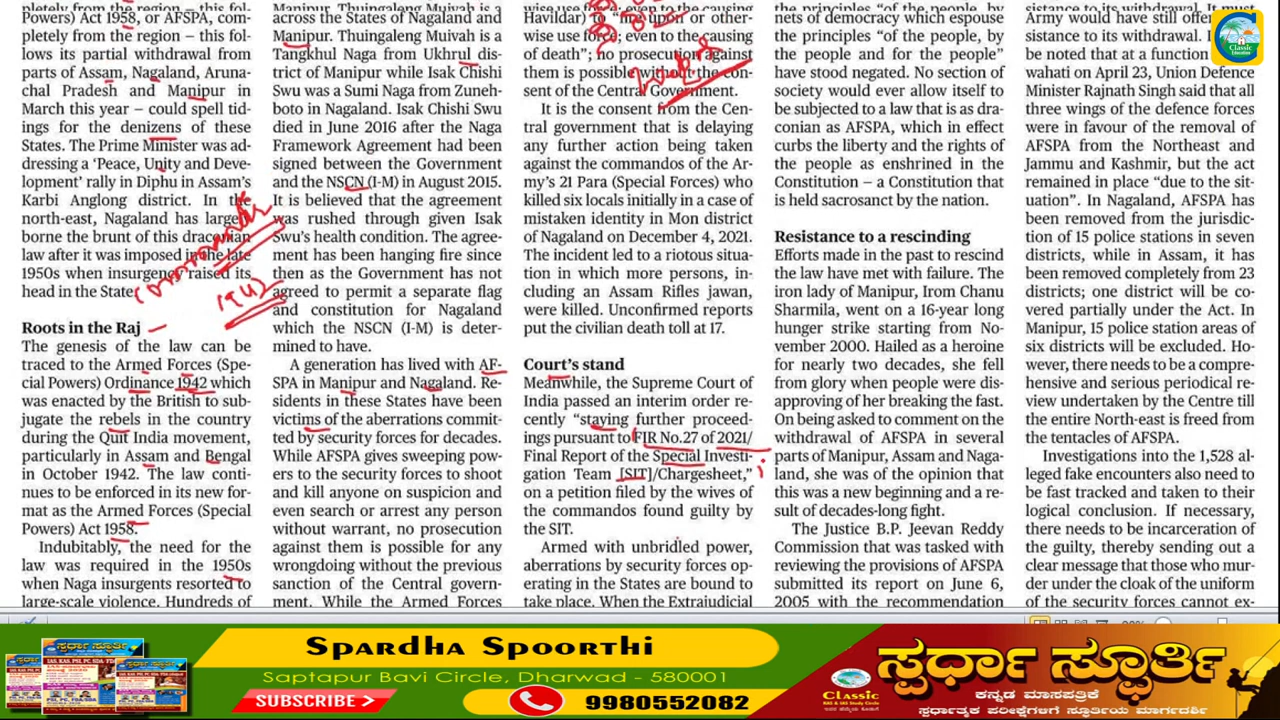 pletely from the region – this fol-
Powers) Act 1958, or AFSPA, com-
pletely from the region – this fol-
lows its partial withdrawal from
parts of Assam, Nagaland, Aruna-
chal Pradesh and Manipur in
March this year – could spell tid-
ings for the denizens of these
States. The Prime Minister was ad-
dressing a ‘Peace, Unity and Deve-
lopment’ rally in Diphu in Assam’s
Karbi Anglong district. In the
north-east, Nagaland has largely
borne the brunt of this draconian
law after it was imposed in the late
1950s when insurgency raised its
head in the State.
Roots in the Raj
The genesis of the law can be
traced to the Armed Forces (Spe-
cial Powers) Ordinance 1942 which
was enacted by the British to sub-
jugate the rebels in the country
during the Quit India movement,
particularly in Assam and Bengal
in October 1942. The law conti-
nues to be enforced in its new for-
mat as the Armed Forces (Special
Powers) Act 1958.
Indubitably, the need for the
law was required in the 1950s
when Naga insurgents resorted to
large-scale violence. Hundreds of
Manipur. Thuingaleng Muivah is a
across the States of Nagaland and
Manipur. Thuingaleng Muivah is a
Tangkhul Naga from Ukhrul dis-
trict of Manipur while Isak Chishi
Swu was a Sumi Naga from Zune-
boto in Nagaland. Isak Chishi Swu
died in June 2016 after the Naga
Framework Agreement had been
signed between the Government
and the NSCN (I-M) in August 2015.
It is believed that the agreement
was rushed through given Isak
Swu’s health condition. The agree-
ment has been hanging fire since
then as the Government has not
agreed to permit a separate flag
and constitution for Nagaland
which the NSCN (I-M) is deter-
mined to have.
A generation has lived with AF-
SPA in Manipur and Nagaland. Re-
sidents in these States have been
victims of the aberrations commit-
ted by security forces for decades.
While AFSPA gives sweeping pow-
ers to the security forces to shoot
and kill anyone on suspicion and
even search or arrest any person
without warrant, no prosecution
against them is possible for any
wrongdoing without the previous
sanction of the Central govern-
ment. While the Armed Forces
wise use force; even to the causing
Havildar) to “fire upon or other-
wise use force; even to the causing
of death”; no prosecution against
them is possible without the con-
sent of the Central Government.
It is the consent from the Cen-
tral government that is delaying
any further action being taken
against the commandos of the Ar-
my’s 21 Para (Special Forces) who
killed six locals initially in a case of
mistaken identity in Mon district
of Nagaland on December 4, 2021.
The incident led to a riotous situa-
tion in which more persons, in-
cluding an Assam Rifles jawan,
were killed. Unconfirmed reports
put the civilian death toll at 17.
Court’s stand
Meanwhile, the Supreme Court of
India passed an interim order re-
cently “staying further proceed-
ings pursuant to FIR No.27 of 2021/
Final Report of the Special Investi-
gation Team [SIT]/Chargesheet,”
on a petition filed by the wives of
the commandos found guilty by
the SIT.
Armed with unbridled power,
aberrations by security forces op-
erating in the States are bound to
take place. When the Extrajudicial
the principles “of the people, by
nets of democracy which espouse
the principles “of the people, by
the people and for the people”
have stood negated. No section of
society would ever allow itself to
be subjected to a law that is as dra-
conian as AFSPA, which in effect
curbs the liberty and the rights of
the people as enshrined in the
Constitution – a Constitution that
is held sacrosanct by the nation.
Resistance to a rescinding
Efforts made in the past to rescind
the law have met with failure. The
iron lady of Manipur, Irom Chanu
Sharmila, went on a 16-year long
hunger strike starting from No-
vember 2000. Hailed as a heroine
for nearly two decades, she fell
from glory when people were dis-
approving of her breaking the fast.
On being asked to comment on the
withdrawal of AFSPA in several
parts of Manipur, Assam and Naga-
land, she was of the opinion that
this was a new beginning and a re-
sult of decades-long fight.
The Justice B.P. Jeevan Reddy
Commission that was tasked with
reviewing the provisions of AFSPA
submitted its report on June 6,
2005 with the recommendation
sistance to its withdrawal. It must
Army would have still offe
sistance to its withdrawal. I
be noted that at a function
wahati on April 23, Union Defence
Minister Rajnath Singh said that all
three wings of the defence forces
were in favour of the removal of
AFSPA from the Northeast and
Jammu and Kashmir, but the act
remained in place “due to the sit-
uation”. In Nagaland, AFSPA has
been removed from the jurisdic-
tion of 15 police stations in seven
districts, while in Assam, it has
been removed completely from 23
districts; one district will be co-
vered partially under the Act. In
Manipur, 15 police station areas of
six districts will be excluded. Ho-
wever, there needs to be a compre-
hensive and serious periodical re-
view undertaken by the Centre till
the entire North-east is freed from
the tentacles of AFSPA.
Investigations into the 1,528 al-
leged fake encounters also need to
be fast tracked and taken to their
logical conclusion. If necessary,
there needs to be incarceration of
the guilty, thereby sending out a
clear message that those who mur-
der under the cloak of the uniform
of the security forces cannot ex-
Classic
Education
Spardha Spoorthi
Saptapur Bavi Circle, Dharwad - 580001
SUBSCRIBE
9980552082
ಸ್ಪರ್ಧಾ ಸ್ಫೂರ್ತಿ
ಕನ್ನಡ ಮಾಸಪತ್ರಿಕೆ
ಸ್ಪರ್ಧಾತ್ಮಕ ಪರೀಕ್ಷೆಗಳಿಗೆ ಸ್ಫೂರ್ತಿಯ ಮಾರ್ಗದರ್ಶಿ
Classic
IAS & KAS Study Circle